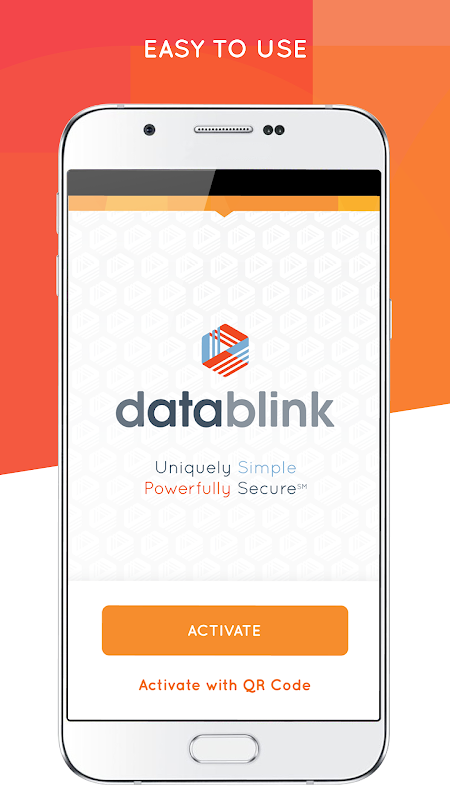 EASY TO USE
datablink
Uniquely Simple
Powerfully Secure℠
ACTIVATE
Activate with QR Code